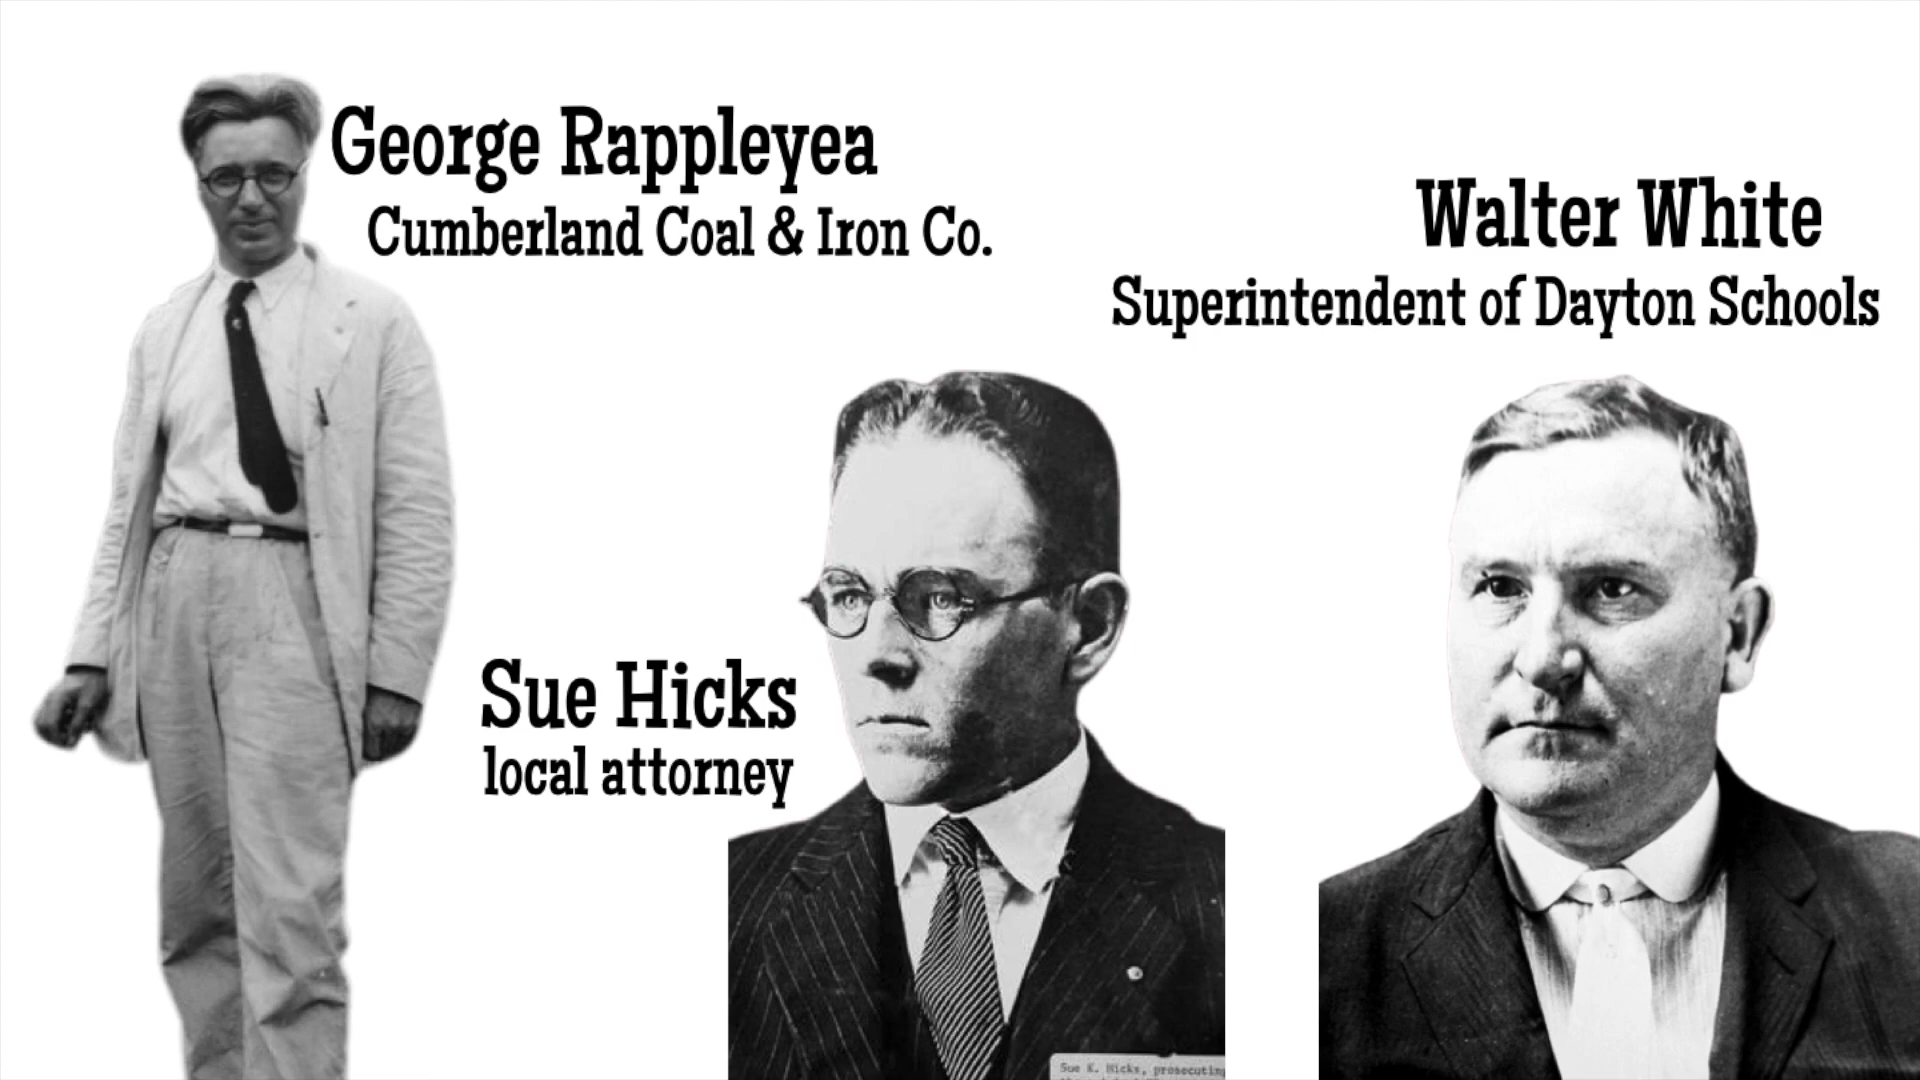 George Rappleyea
Cumberland Coal & Iron Co.
Walter White
Superintendent of Dayton Schools
Sue Hicks
local attorney
Sue K. Hicks, prosecuting